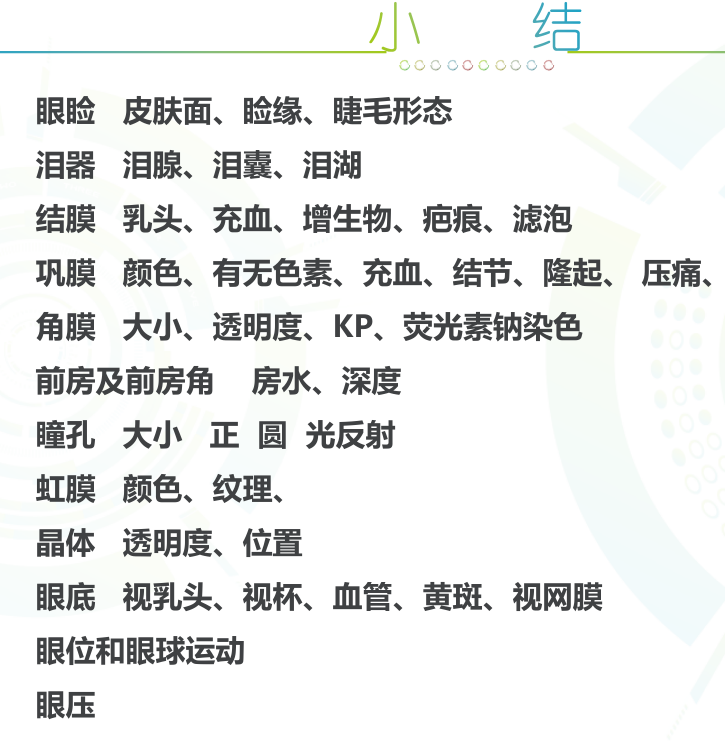 小 结
眼睑 皮肤面、睑缘、睫毛形态
泪器 泪腺、泪囊、泪湖
结膜 乳头、充血、增生物、疤痕、滤泡
巩膜 颜色、有无色素、充血、结节、隆起、 压痛、
角膜 大小、透明度、KP、荧光素钠染色
前房及前房角 房水、深度
瞳孔 大小 正 圆 光反射
虹膜 颜色、纹理、
晶体 透明度、位置
眼底 视乳头、视杯、血管、黄斑、视网膜
眼位和眼球运动
眼压